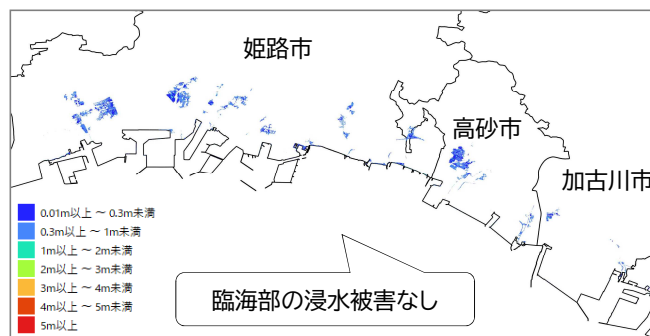 姫路市
高砂市
加古川市
0.01m以上 ～ 0.3m未満
0.3m以上 ～ 1m未満
1m以上 ～ 2m未満
2m以上 ～ 3m未満
3m以上 ～ 4m未満
4m以上 ～ 5m未満
5m以上
臨海部の浸水被害なし